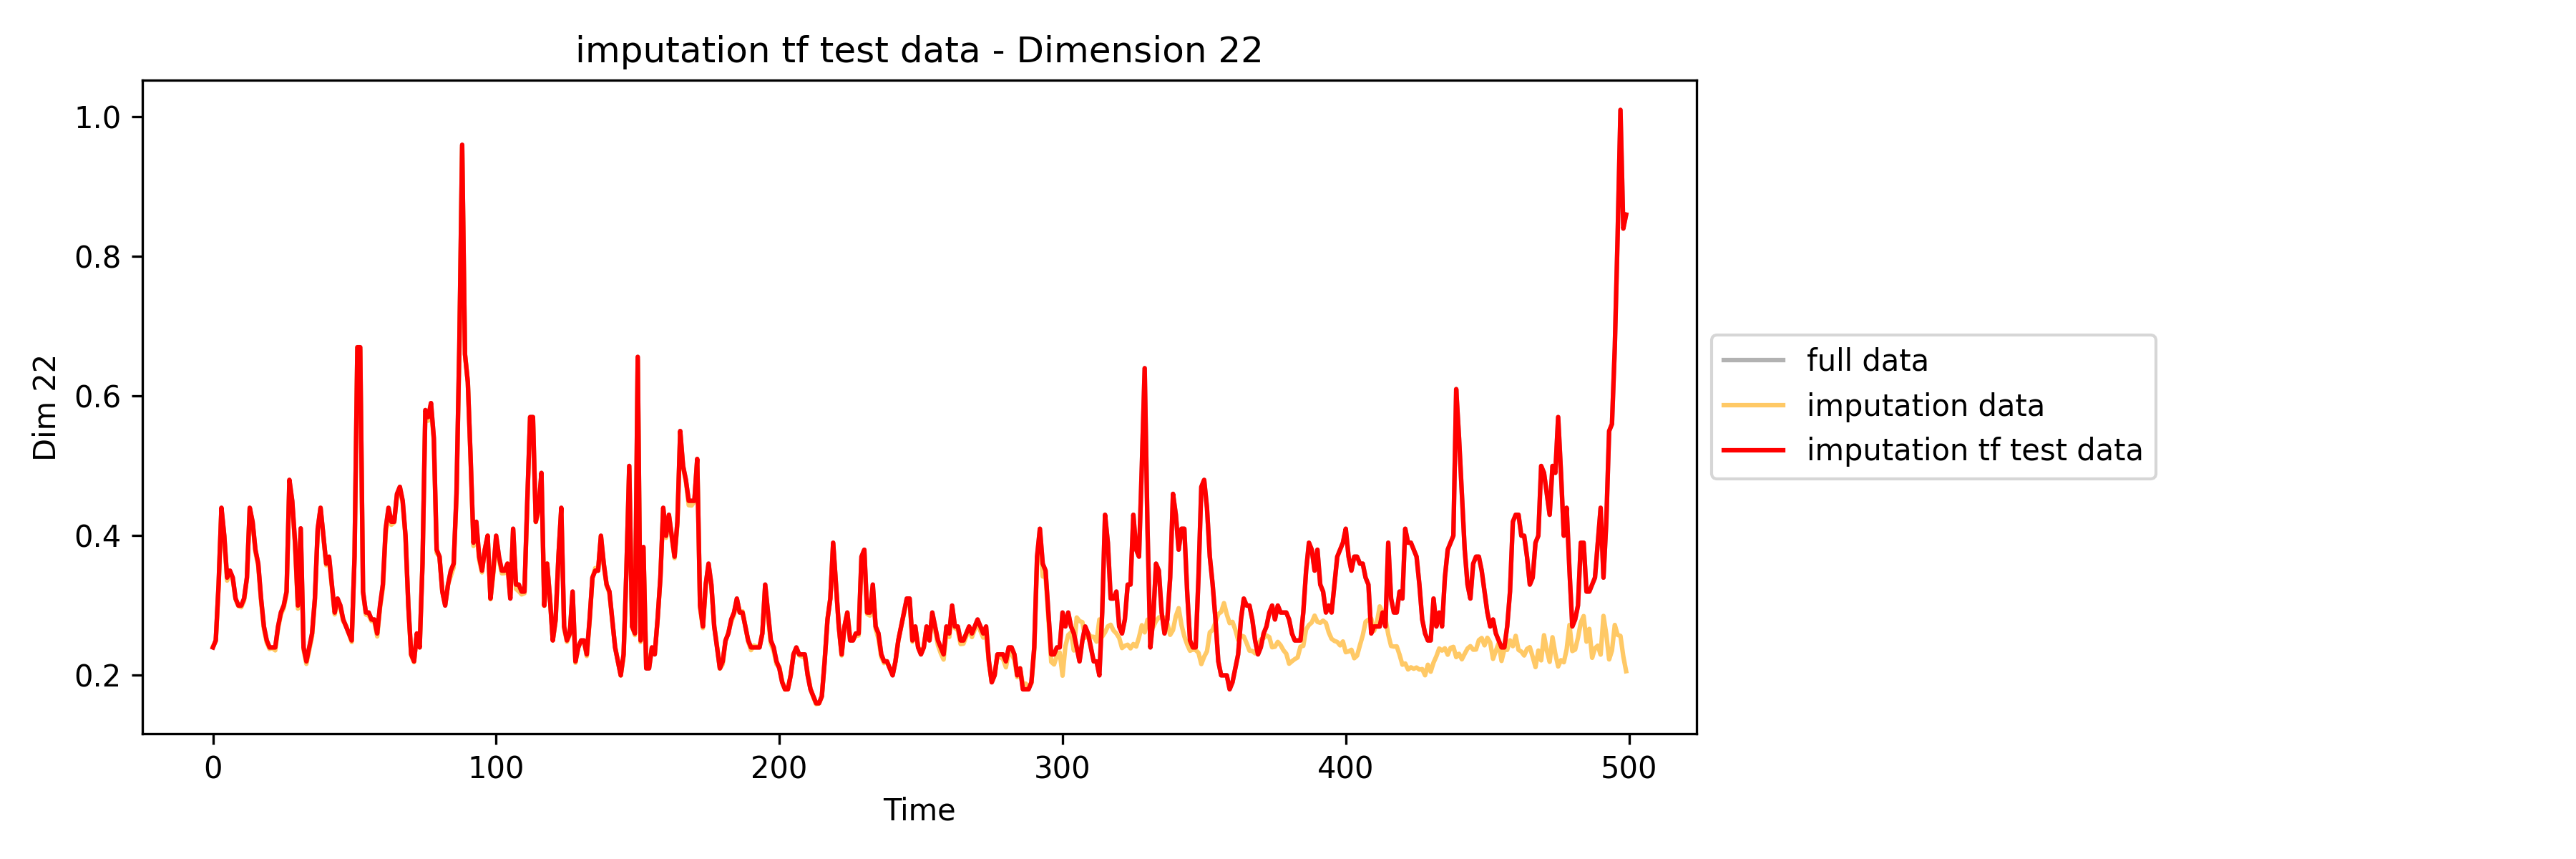 imputation tf test data - Dimension 22
1.0
0.8
0.6
0.4
0.2
Dim 22
0 100 200 300 400 500
Time
full data
imputation data
imputation tf test data